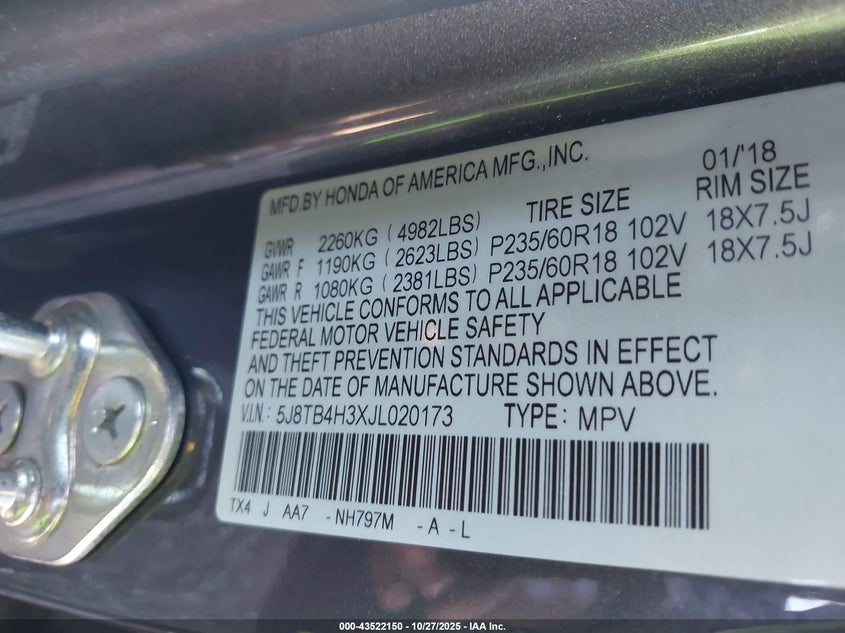 MFD.BY HONDA OF AMERICA MFG.,INC. 01/'18
TIRE SIZE RIM SIZE
GVWR 2260KG (4982LBS)
GAWR F 1190KG (2623LBS) P235/60R18 102V 18X7.5J
GAWR R 1080KG (2381LBS) P235/60R18 102V 18X7.5J
THIS VEHICLE CONFORMS TO ALL APPLICABLE
FEDERAL MOTOR VEHICLE SAFETY
AND THEFT PREVENTION STANDARDS IN EFFECT
ON THE DATE OF MANUFACTURE SHOWN ABOVE.
V.I.N.: 5J8TB4H3XJL020173 TYPE: MPV
TX4 J AA7 -NH797M -A-L
000-43522150 - 10/27/2025 - IAA Inc.